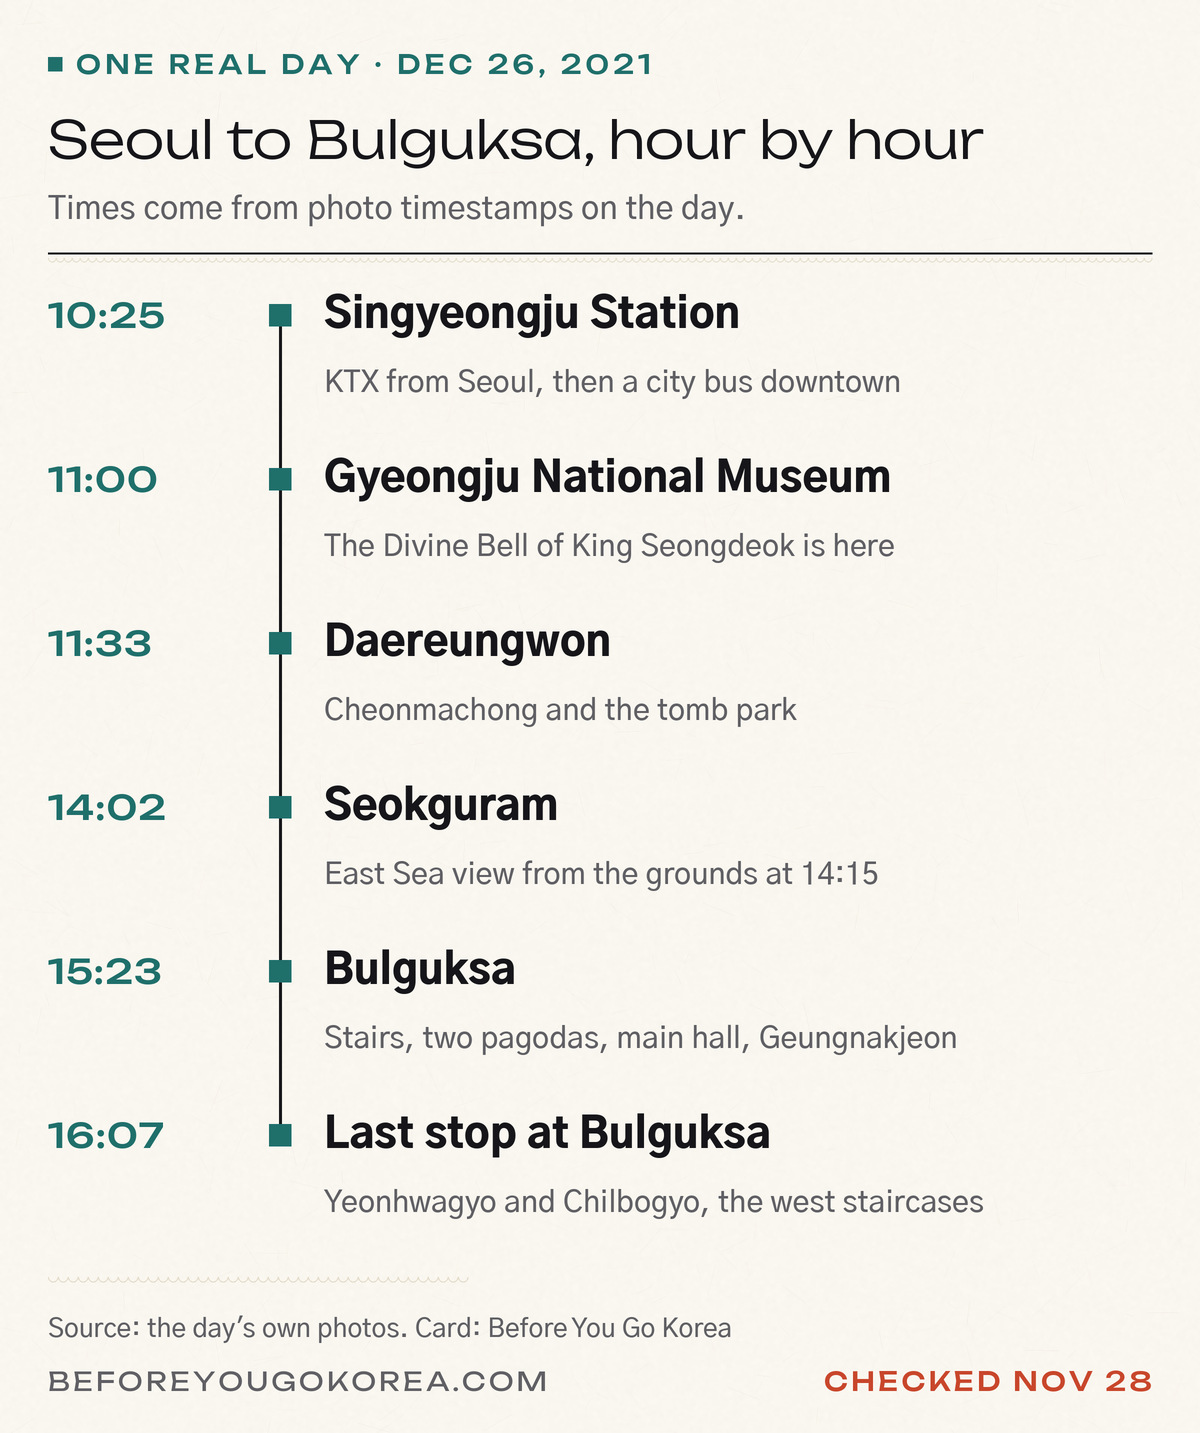 ONE REAL DAY · DEC 26, 2021
Seoul to Bulguksa, hour by hour
Times come from photo timestamps on the day.
10:25 Singyeongju Station
KTX from Seoul, then a city bus downtown
11:00 Gyeongju National Museum
The Divine Bell of King Seongdeok is here
11:33 Daereungwon
Cheonmachong and the tomb park
14:02 Seokguram
East Sea view from the grounds at 14:15
15:23 Bulguksa
Stairs, two pagodas, main hall, Geungnakjeon
16:07 Last stop at Bulguksa
Yeonhwagyo and Chilbogyo, the west staircases
Source: the day's own photos. Card: Before You Go Korea
BEFOREYOUGOKOREA.COM CHECKED NOV 28